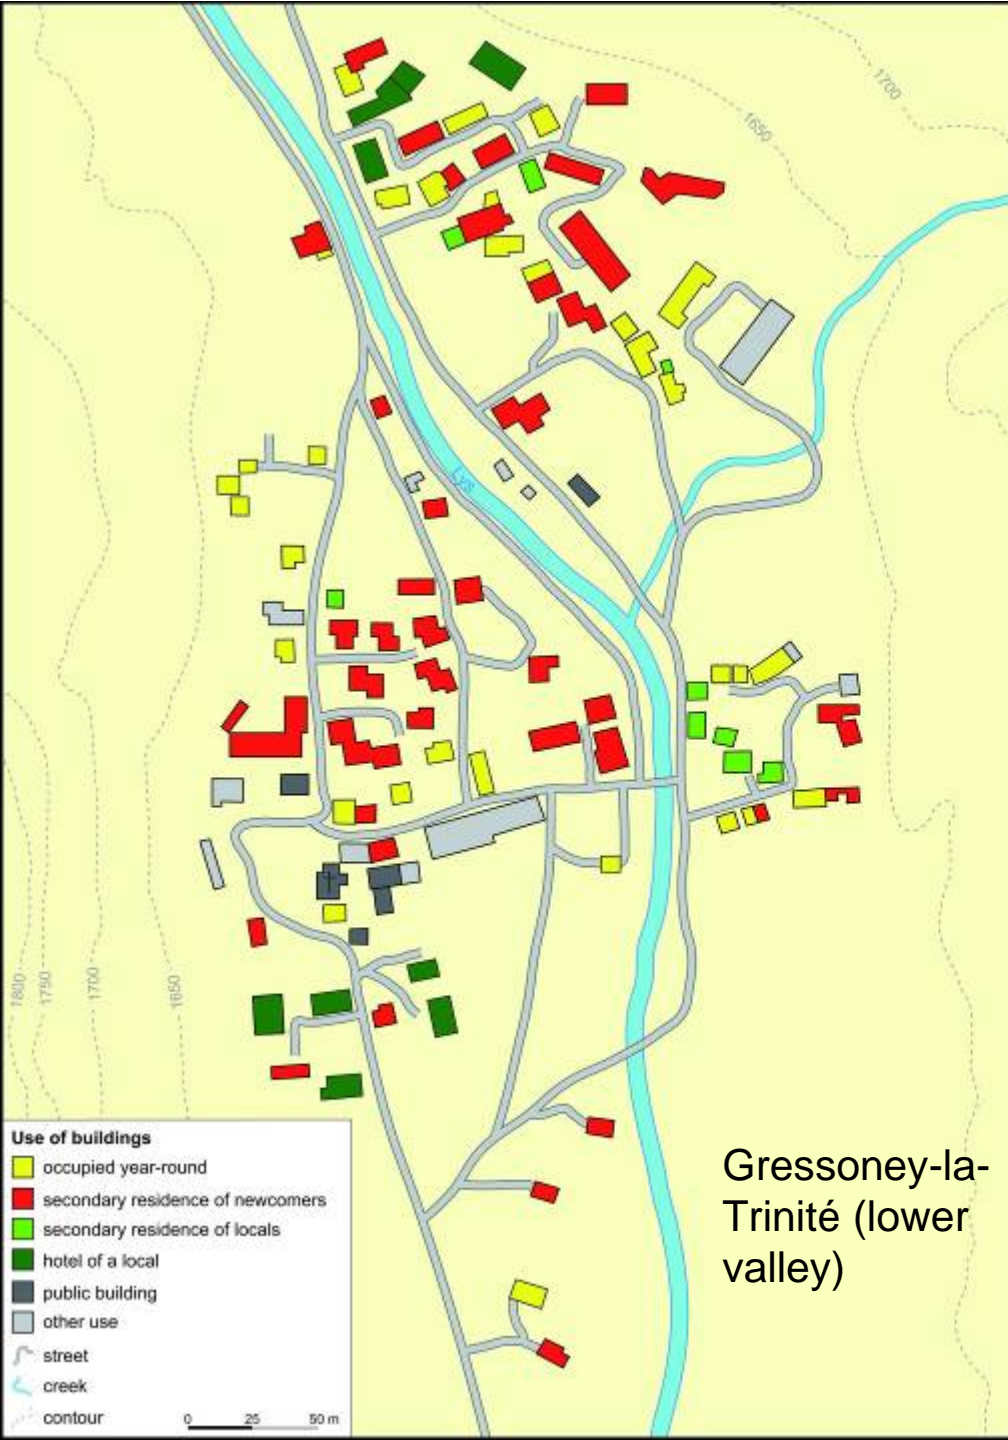 1700
1650
Lys
1800
1750
1700
1650
Use of buildings
occupied year-round
secondary residence of newcomers
secondary residence of locals
hotel of a local
public building
other use
street
creek
contour
0 25 50 m
Gressoney-la-
Trinité (lower
valley)